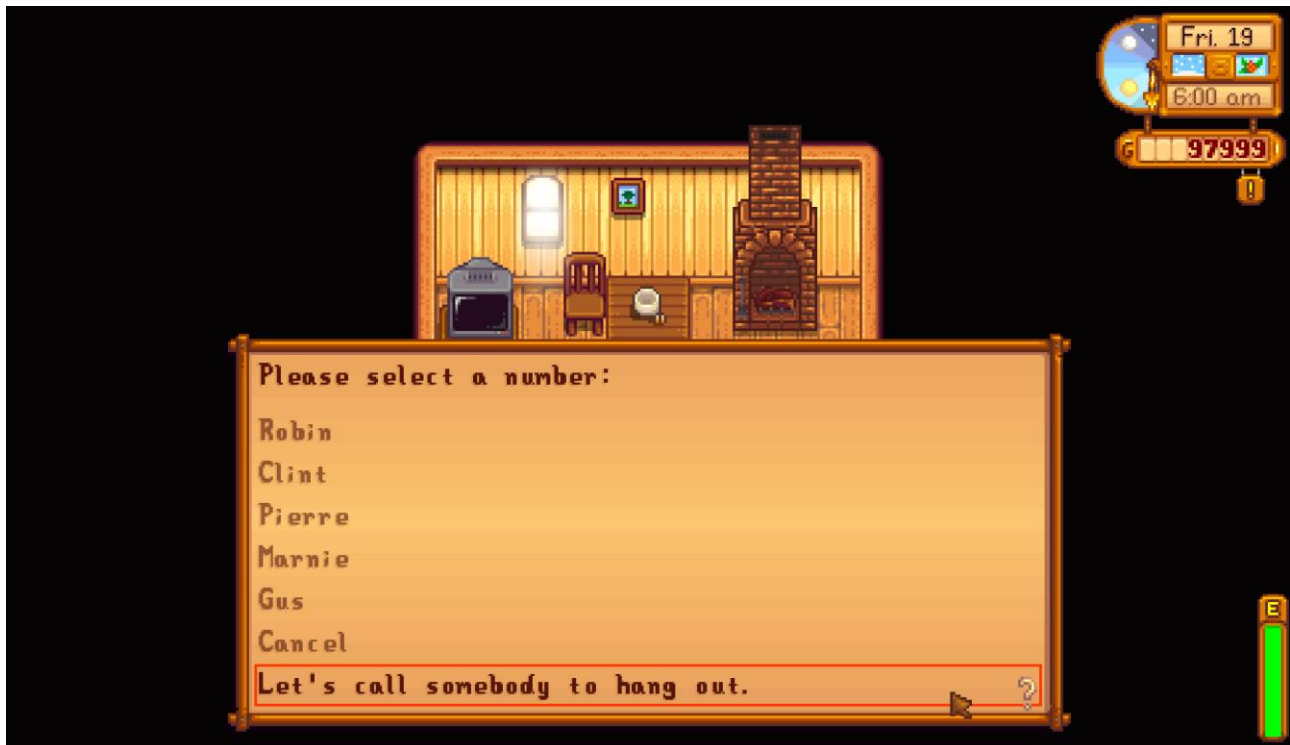 Fri. 19
6:00 am
G 97999
Please select a number:
Robin
Clint
Pierre
Marnie
Gus
Cancel
Let's call somebody to hang out.
?
E